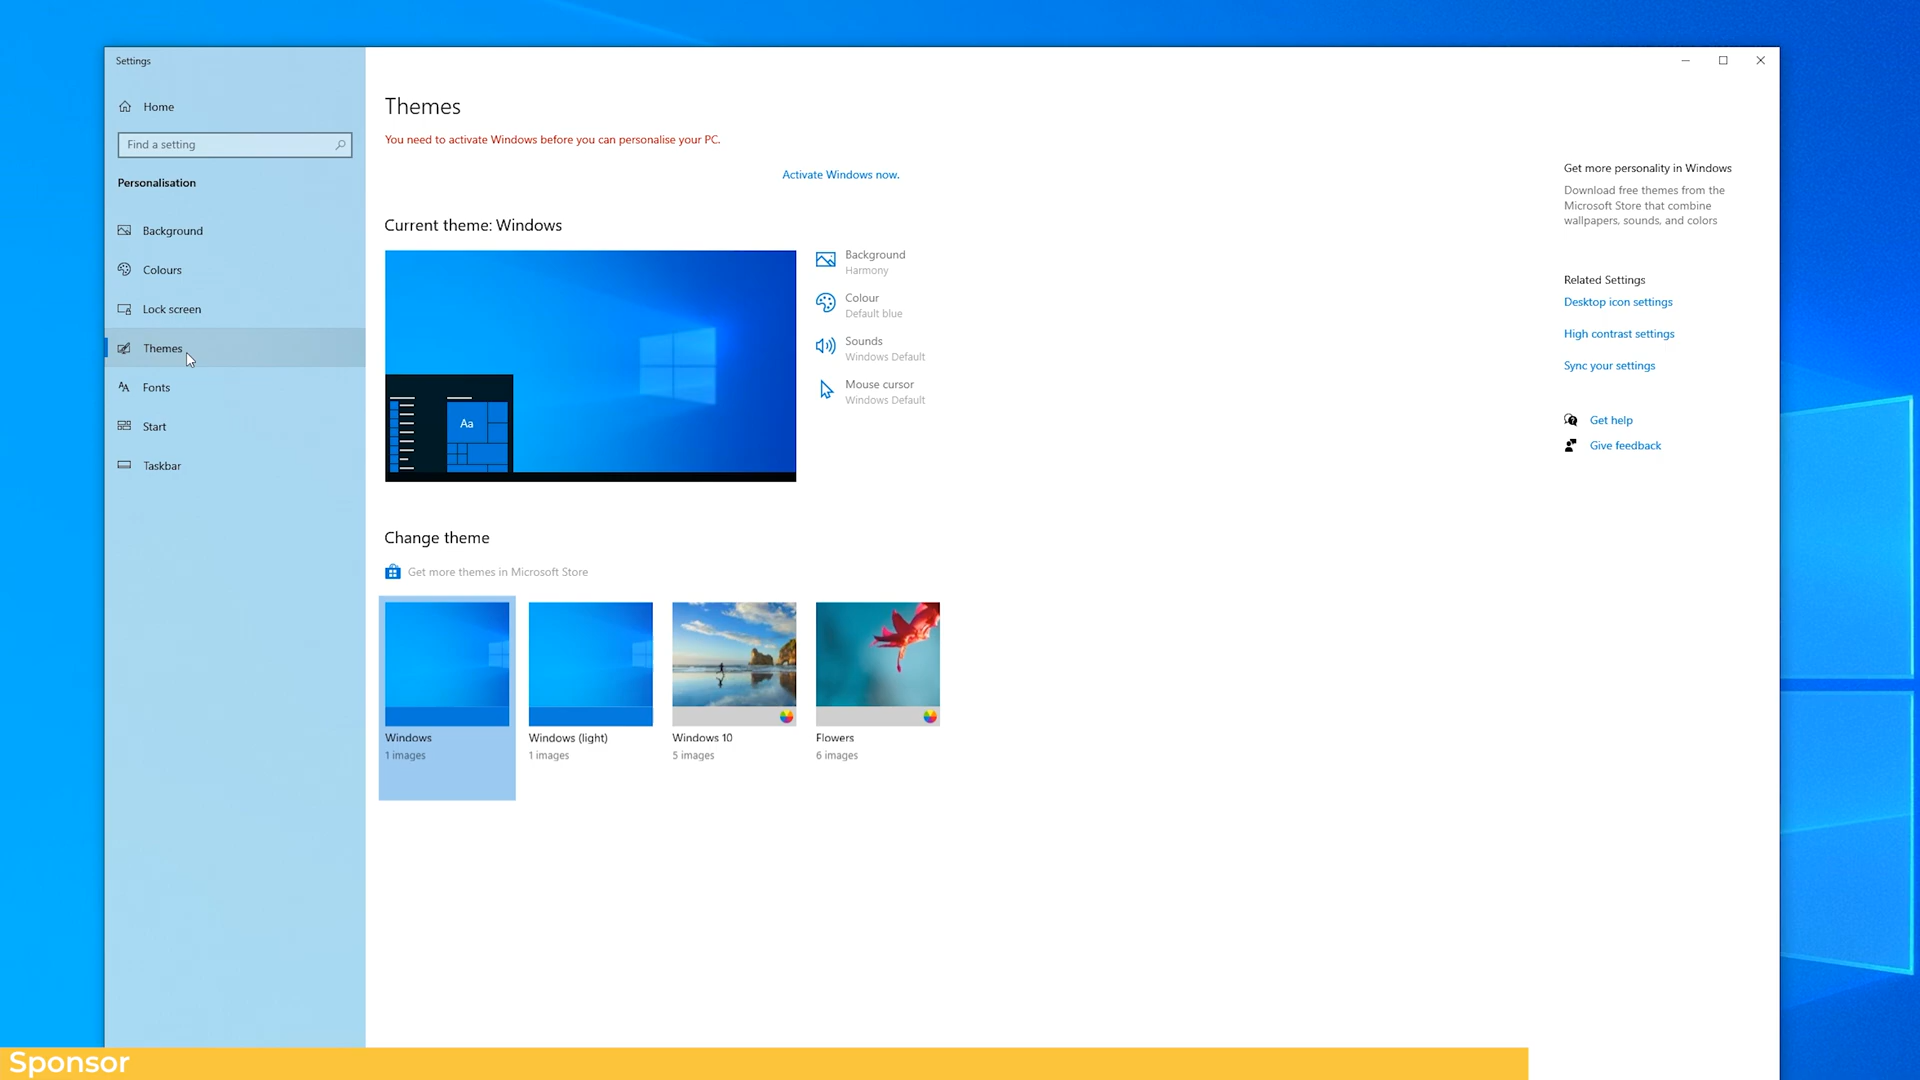 Settings
Home
Find a setting
Personalisation
Background
Colours
Lock screen
Themes
Fonts
Start
Taskbar
Themes
You need to activate Windows before you can personalise your PC.
Activate Windows now.
Current theme: Windows
Aa
Background
Harmony
Colour
Default blue
Sounds
Windows Default
Mouse cursor
Windows Default
Change theme
Get more themes in Microsoft Store
Windows
1 images
Windows (light)
1 images
Windows 10
5 images
Flowers
6 images
Get more personality in Windows
Download free themes from the
Microsoft Store that combine
wallpapers, sounds, and colors
Related Settings
Desktop icon settings
High contrast settings
Sync your settings
Get help
Give feedback
Sponsor